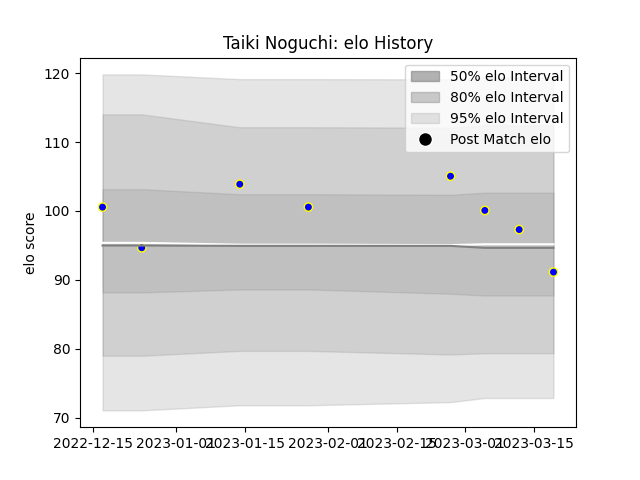 Taiki Noguchi: elo History
50% elo Interval
80% elo Interval
95% elo Interval
Post Match elo
elo score
120
110
100
90
80
70
2022-12-15 2023-01-01 2023-01-15 2023-02-01 2023-02-15 2023-03-01 2023-03-15